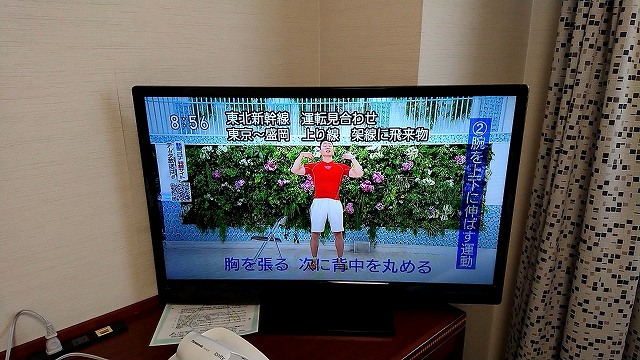 8:56
東北新幹線 運転見合わせ
東京〜盛岡 上り線 架線に飛来物
②腕を上下に伸ばす運動
胸を張る 次に背中を丸める